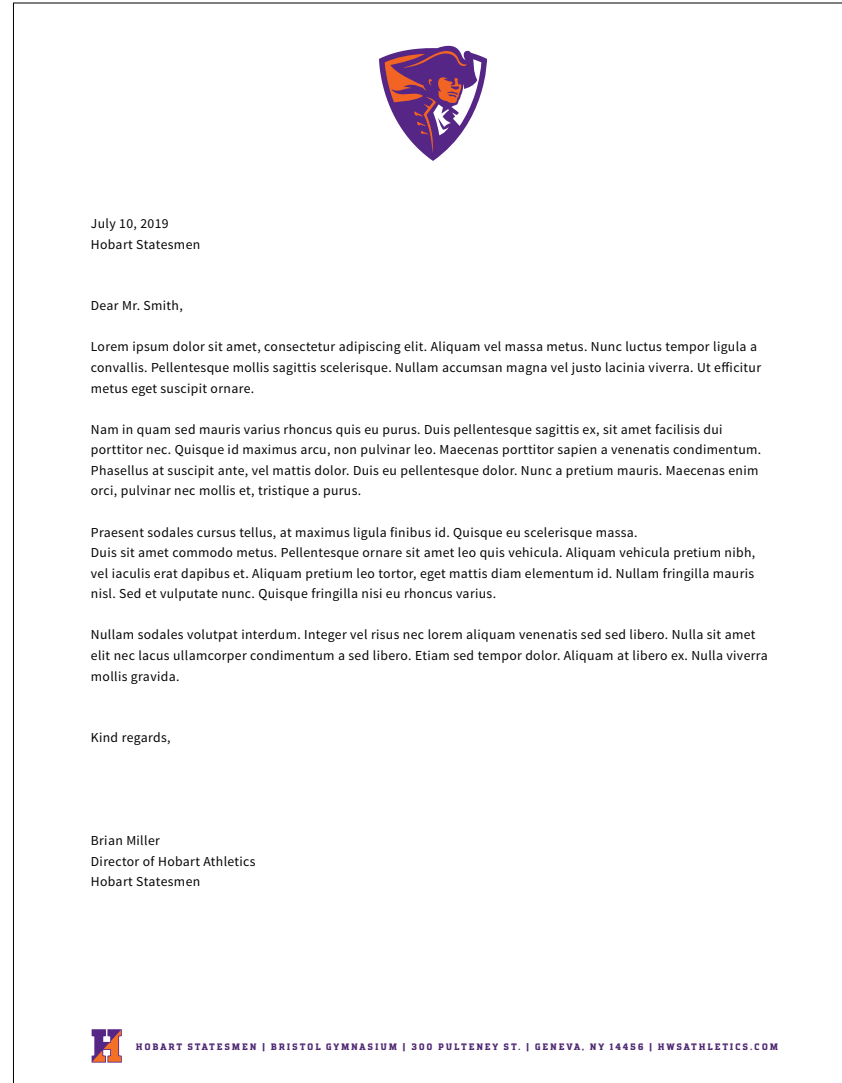 July 10, 2019
Hobart Statesmen
Dear Mr. Smith,
Lorem ipsum dolor sit amet, consectetur adipiscing elit. Aliquam vel massa metus. Nunc luctus tempor ligula a
convallis. Pellentesque mollis sagittis scelerisque. Nullam accumsan magna vel justo lacinia viverra. Ut efficitur
metus eget suscipit ornare.
Nam in quam sed mauris varius rhoncus quis eu purus. Duis pellentesque sagittis ex, sit amet facilisis dui
porttitor nec. Quisque id maximus arcu, non pulvinar leo. Maecenas porttitor sapien a venenatis condimentum.
Phasellus at suscipit ante, vel mattis dolor. Duis eu pellentesque dolor. Nunc a pretium mauris. Maecenas enim
orci, pulvinar nec mollis et, tristique a purus.
Praesent sodales cursus tellus, at maximus ligula finibus id. Quisque eu scelerisque massa.
Duis sit amet commodo metus. Pellentesque ornare sit amet leo quis vehicula. Aliquam vehicula pretium nibh,
vel iaculis erat dapibus et. Aliquam pretium leo tortor, eget mattis diam elementum id. Nullam fringilla mauris
nisl. Sed et vulputate nunc. Quisque fringilla nisi eu rhoncus varius.
Nullam sodales volutpat interdum. Integer vel risus nec lorem aliquam venenatis sed sed libero. Nulla sit amet
elit nec lacus ullamcorper condimentum a sed libero. Etiam sed tempor dolor. Aliquam at libero ex. Nulla viverra
mollis gravida.
Kind regards,
Brian Miller
Director of Hobart Athletics
Hobart Statesmen
H HOBART STATESMEN | BRISTOL GYMNASIUM | 300 PULTENEY ST. | GENEVA, NY 14456 | HWSATHLETICS.COM